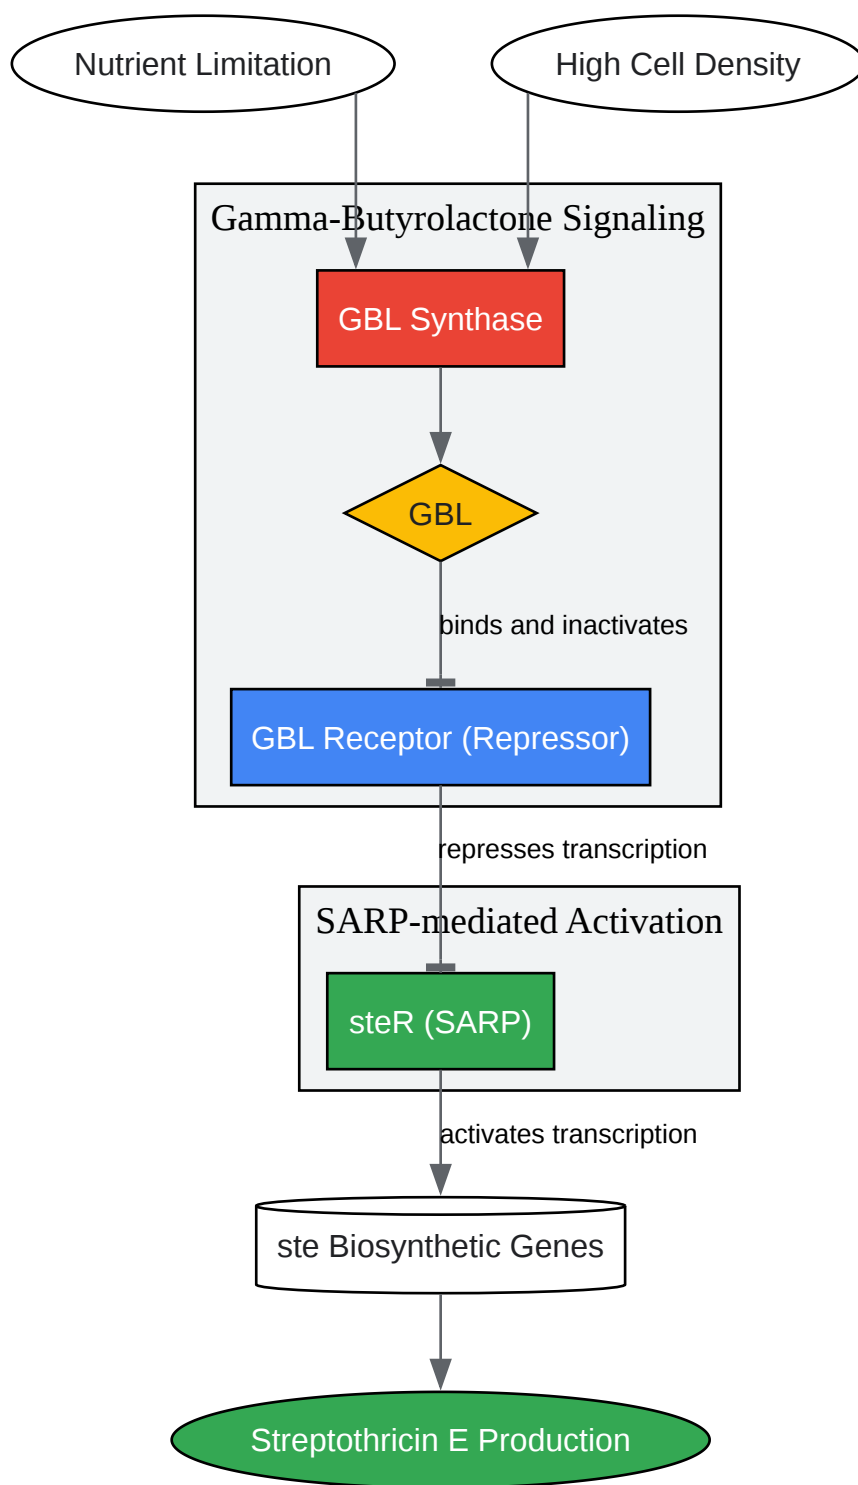 Nutrient Limitation
High Cell Density
Gamma-Butyrolactone Signaling
GBL Synthase
GBL
binds and inactivates
GBL Receptor (Repressor)
represses transcription
SARP-mediated Activation
steR (SARP)
activates transcription
ste Biosynthetic Genes
Streptothricin E Production